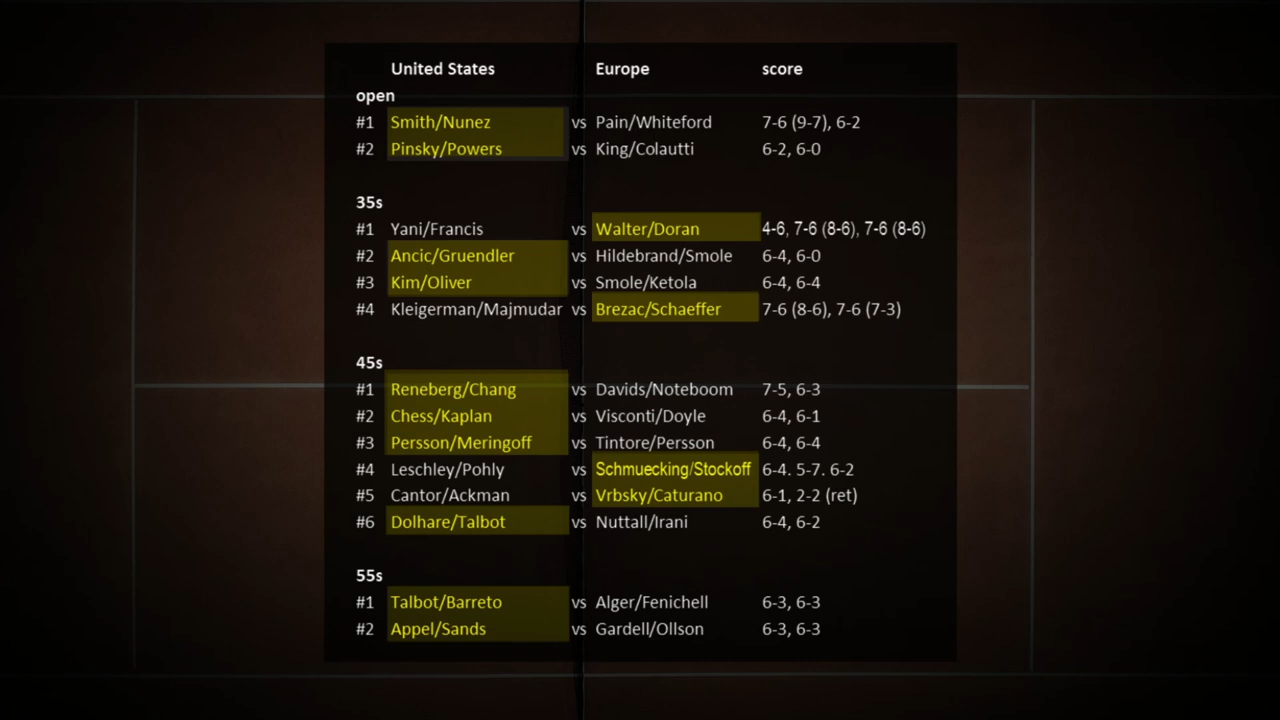 United States Europe score
open
#1 Smith/Nunez vs Pain/Whiteford 7-6 (9-7), 6-2
#2 Pinsky/Powers vs King/Colautti 6-2, 6-0
35s
#1 Yani/Francis vs Walter/Doran 4-6, 7-6 (8-6), 7-6 (8-6)
#2 Ancic/Gruendler vs Hildebrand/Smole 6-4, 6-0
#3 Kim/Oliver vs Smole/Ketola 6-4, 6-4
#4 Kleigerman/Majmudar vs Brezac/Schaeffer 7-6 (8-6), 7-6 (7-3)
45s
#1 Reneberg/Chang vs Davids/Noteboom 7-5, 6-3
#2 Chess/Kaplan vs Visconti/Doyle 6-4, 6-1
#3 Persson/Meringoff vs Tintore/Persson 6-4, 6-4
#4 Leschley/Pohly vs Schmuecking/Stockoff 6-4. 5-7. 6-2
#5 Cantor/Ackman vs Vrbsky/Caturano 6-1, 2-2 (ret)
#6 Dolhare/Talbot vs Nuttall/Irani 6-4, 6-2
55s
#1 Talbot/Barreto vs Alger/Fenichell 6-3, 6-3
#2 Appel/Sands vs Gardell/Ollson 6-3, 6-3